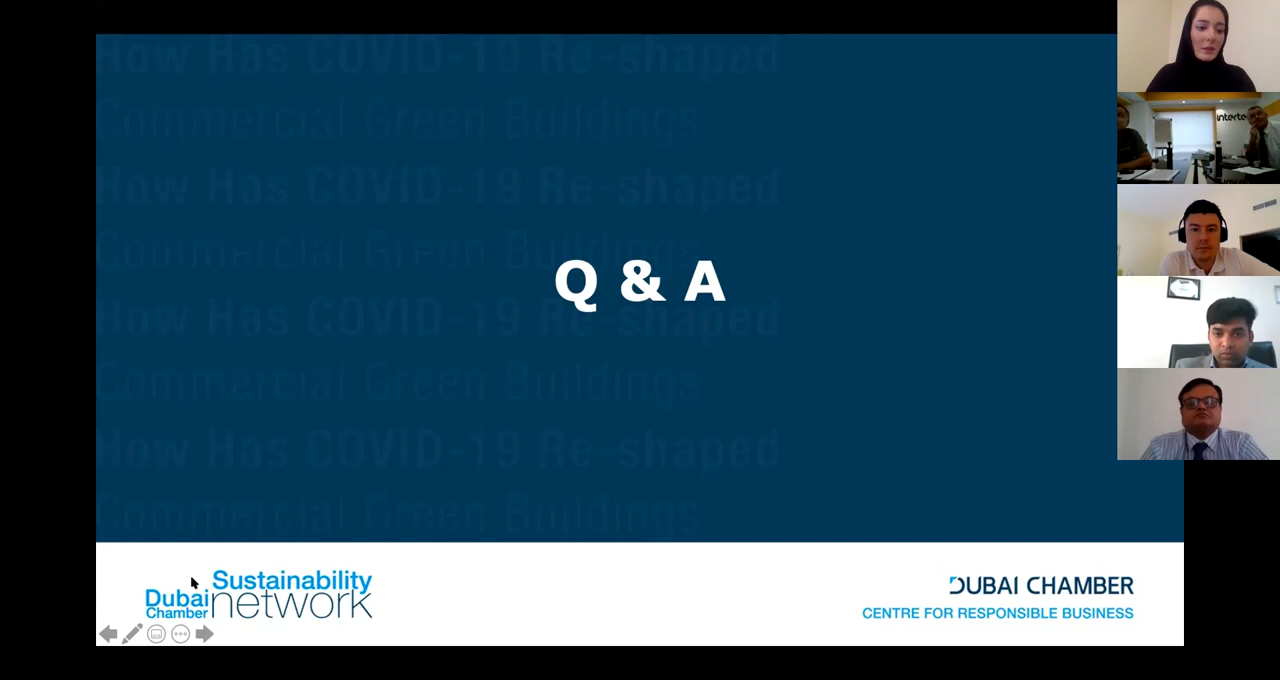 How Has COVID-19 Re-shaped
Commercial Green Buildings
How Has COVID-19 Re-shaped
Commercial Green Buildings
Q & A
How Has COVID-19 Re-shaped
Commercial Green Buildings
How Has COVID-19 Re-shaped
Commercial Green Buildings
Dubai Chamber Sustainability network
DUBAI CHAMBER
CENTRE FOR RESPONSIBLE BUSINESS
interte